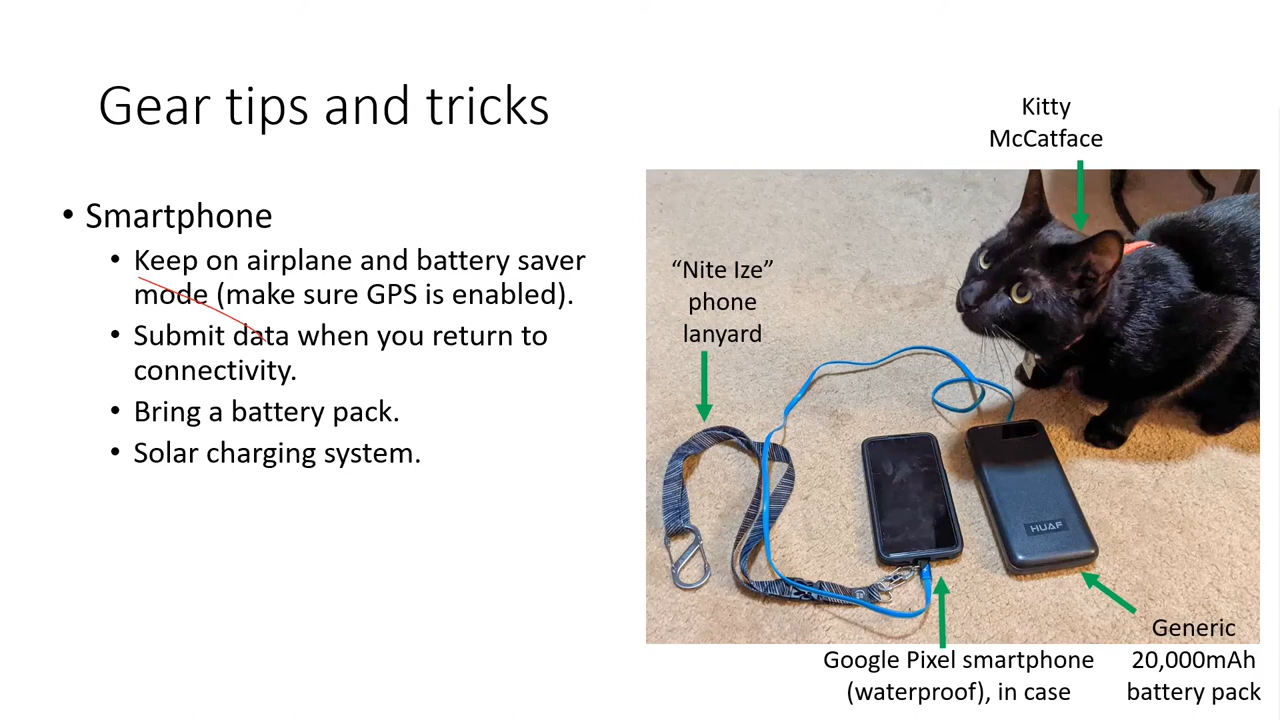 Gear tips and tricks
• Smartphone
• Keep on airplane and battery saver
mode (make sure GPS is enabled).
• Submit data when you return to
connectivity.
• Bring a battery pack.
• Solar charging system.
Kitty
McCatface
“Nite Ize”
phone
lanyard
HUAF
Google Pixel smartphone
(waterproof), in case
Generic
20,000mAh
battery pack